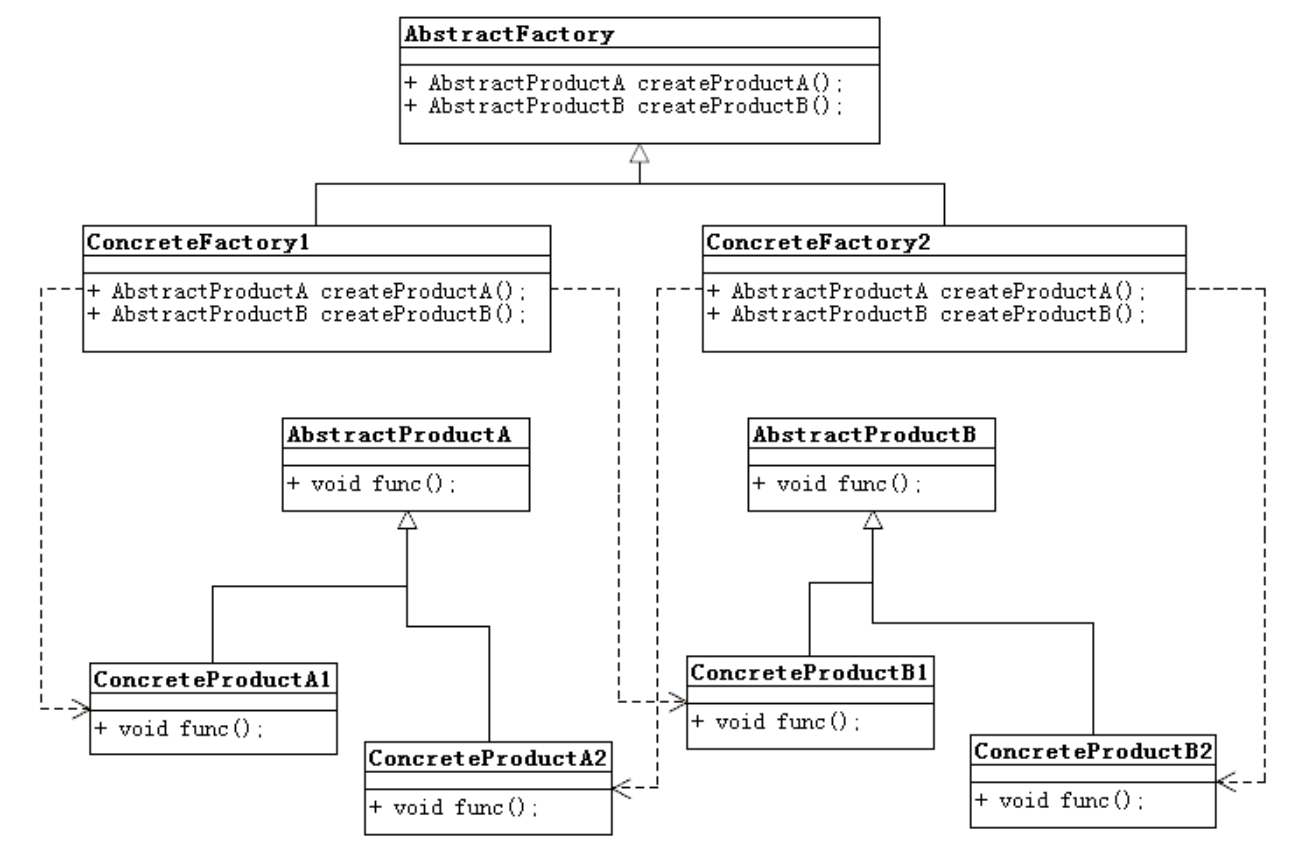 AbstractFactory
+ AbstractProductA createProductA();
+ AbstractProductB createProductB();
ConcreteFactory1
+ AbstractProductA createProductA();
+ AbstractProductB createProductB();
ConcreteFactory2
+ AbstractProductA createProductA();
+ AbstractProductB createProductB();
AbstractProductA
+ void func();
AbstractProductB
+ void func();
ConcreteProductA1
+ void func();
ConcreteProductA2
+ void func();
ConcreteProductB1
+ void func();
ConcreteProductB2
+ void func();